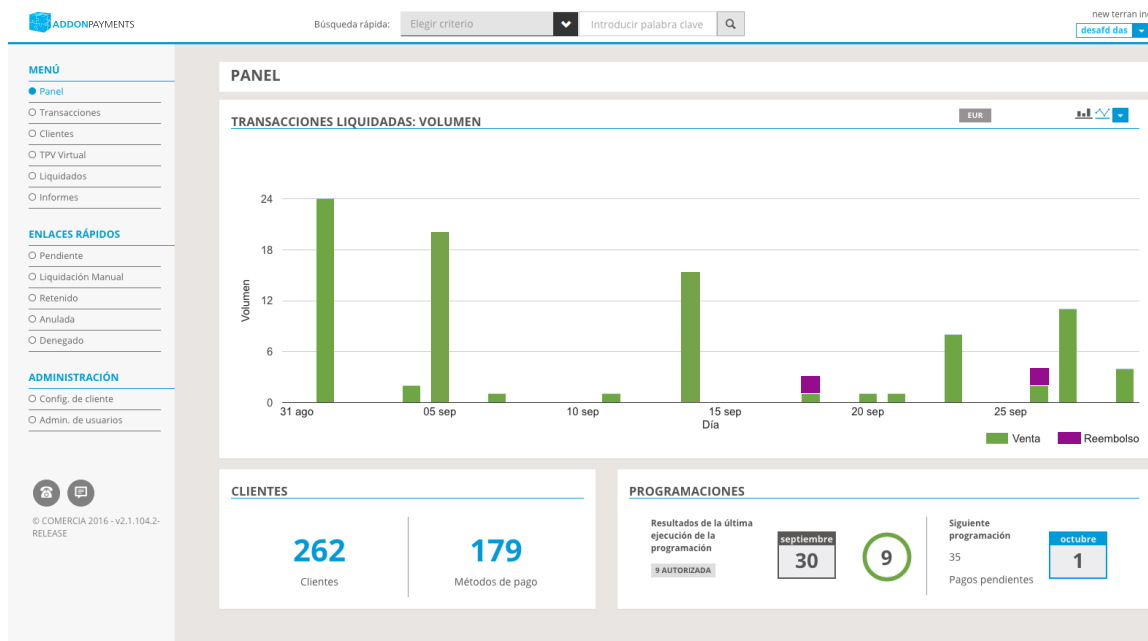 ADDONPAYMENTS
Búsqueda rápida:
Elegir criterio
Introducir palabra clave
new terran in
desafd das
MENÚ
Panel
Transacciones
Clientes
TPV Virtual
Liquidados
Informes
ENLACES RÁPIDOS
Pendiente
Liquidación Manual
Retenido
Anulada
Denegado
ADMINISTRACIÓN
Config. de cliente
Admin. de usuarios
© COMERCIA 2016 - v2.1.104.2-
RELEASE
PANEL
TRANSACCIONES LIQUIDADAS: VOLUMEN
EUR
Volumen
24
18
12
6
0
31 ago
05 sep
10 sep
15 sep
20 sep
25 sep
Día
Venta
Reembolso
CLIENTES
262
Clientes
179
Métodos de pago
PROGRAMACIONES
Resultados de la última
ejecución de la
programación
9 AUTORIZADA
septiembre
30
9
Siguiente
programación
35
Pagos pendientes
octubre
1